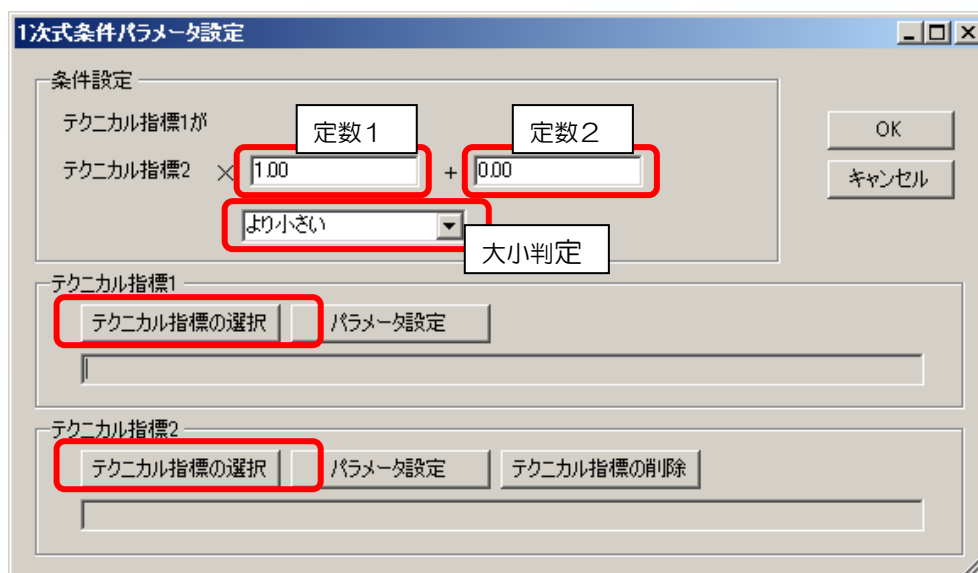 1次式条件パラメータ設定
条件設定
テクニカル指標1が
定数1
定数2
テクニカル指標2 × 1.00 + 0.00
より小さい
大小判定
OK
キャンセル
テクニカル指標1
テクニカル指標の選択 パラメータ設定
テクニカル指標2
テクニカル指標の選択 パラメータ設定 テクニカル指標の削除